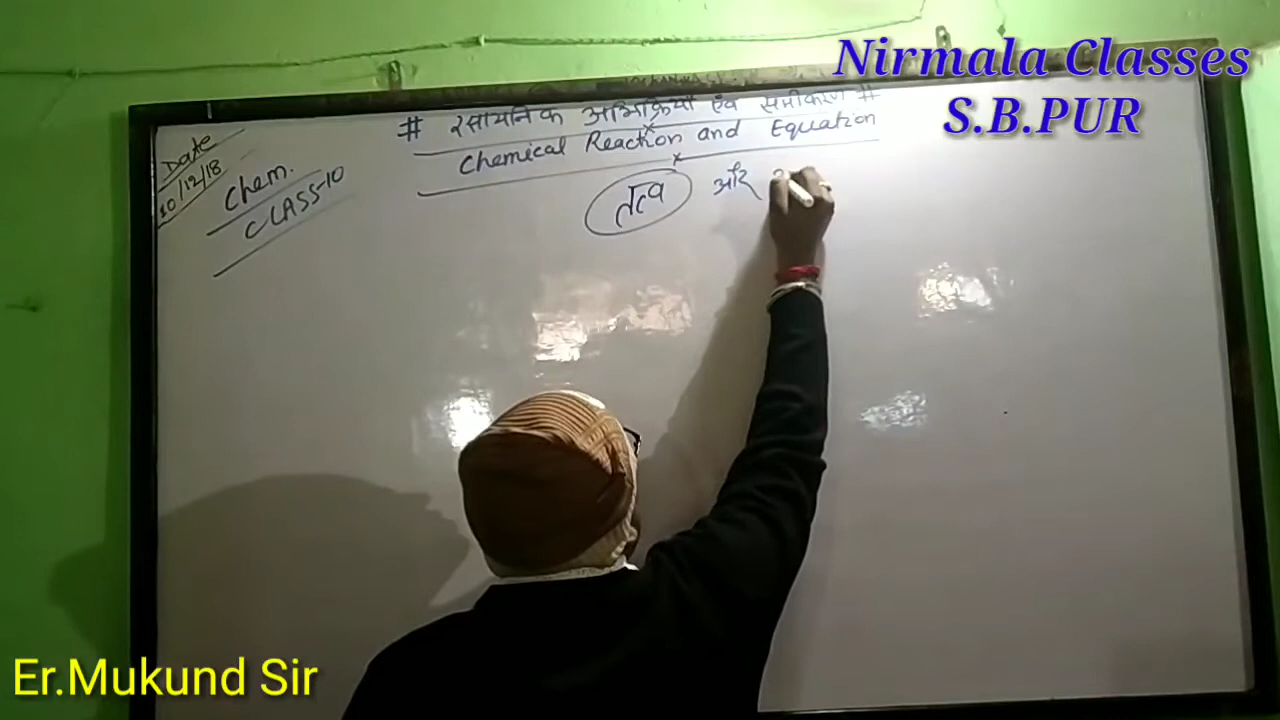 Nirmala Classes
S.B.PUR
# रसायनिक अभिक्रिया एंव समीकरण #
Chemical Reaction and Equation
Date
10/12/18
Chem.
CLASS-10
तत्व और
Er.Mukund Sir